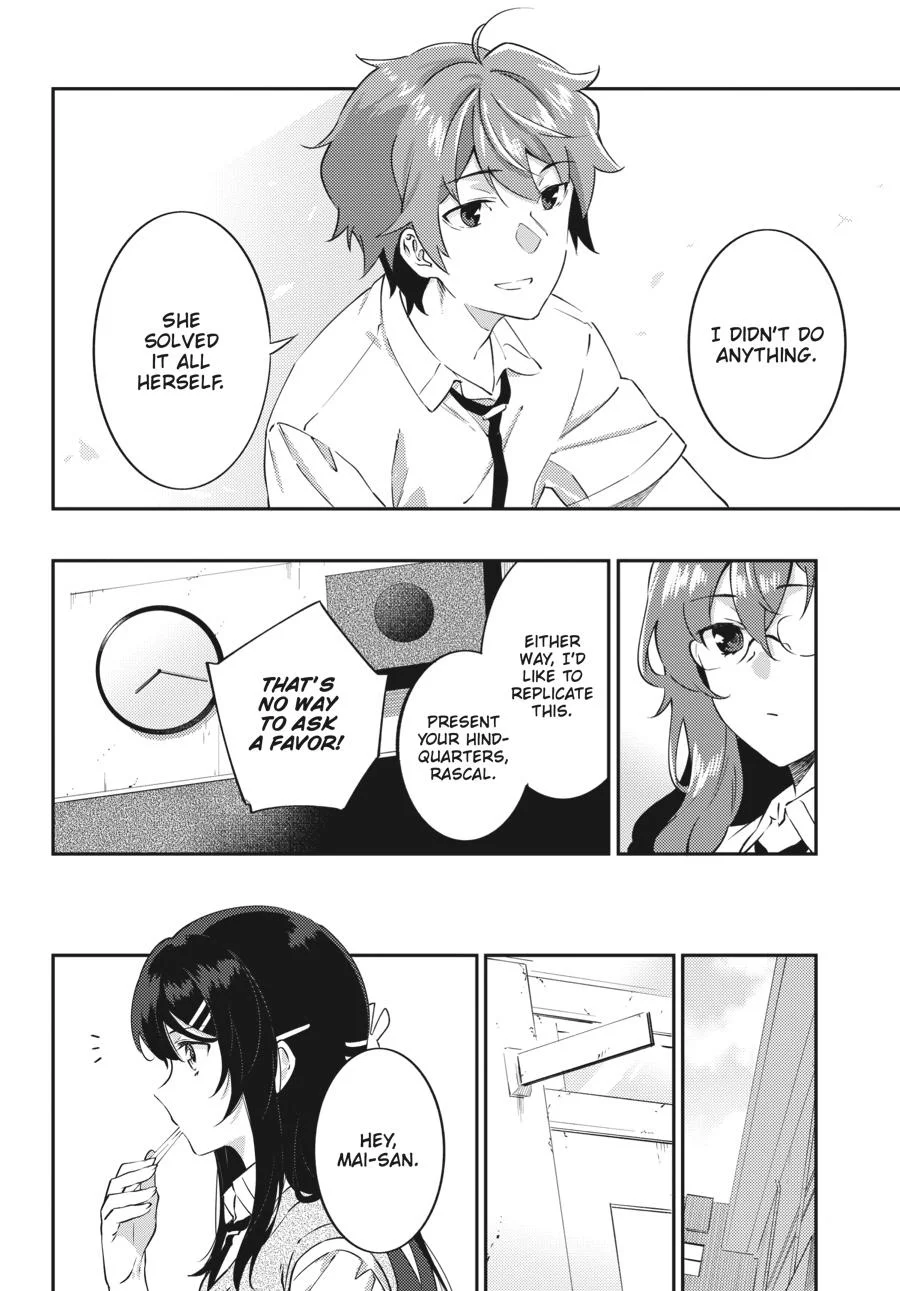 I DIDN'T DO
ANYTHING.
SHE
SOLVED
IT ALL
HERSELF.
EITHER
WAY, I'D
LIKE TO
REPLICATE
THIS.
PRESENT
YOUR HIND-
QUARTERS,
RASCAL.
THAT'S
NO WAY
TO ASK
A FAVOR!
HEY,
MAI-SAN.